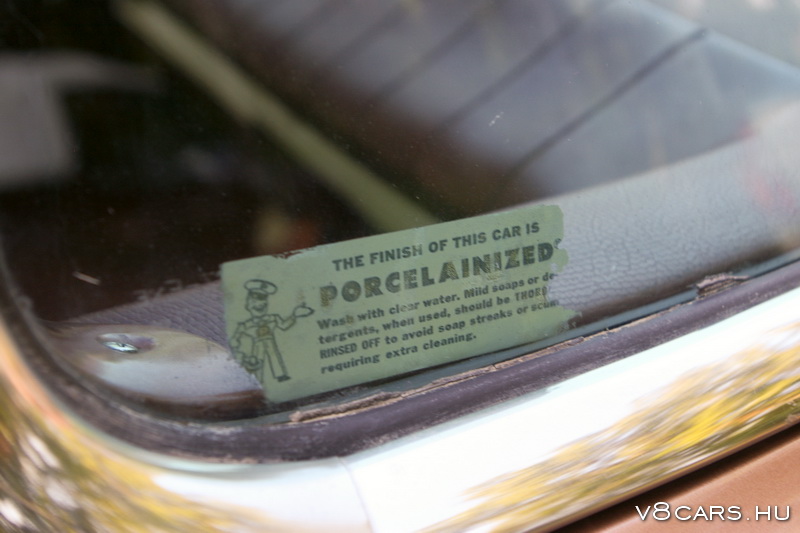 THE FINISH OF THIS CAR IS
PORCELAINIZED
Wash with clear water. Mild soaps or de-
tergents, when used, should be THORO
RINSED OFF to avoid soap streaks or scum
requiring extra cleaning.
V8CARS.HU